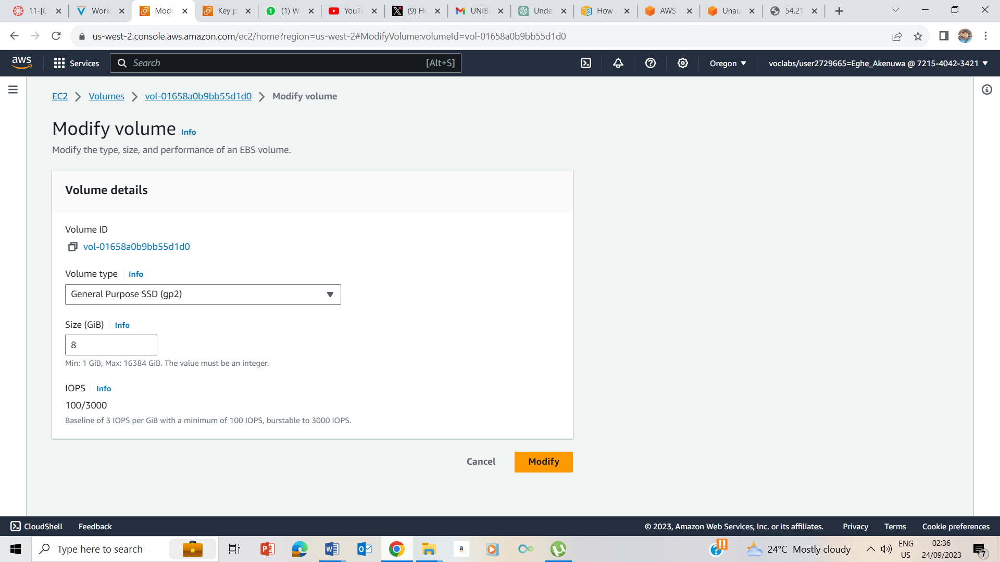 11-[C
Work
Modi
Key p
(1) W
YouTu
(9) Ho
UNIBI
Unde
How
AWS
Unau
54.21
us-west-2.console.aws.amazon.com/ec2/home?region=us-west-2#ModifyVolume:volumeId=vol-01658a0b9bb55d1d0
aws
Services
Search
[Alt+S]
Oregon
voclabs/user2729665=Eghe_Akenuwa @ 7215-4042-3421
EC2 > Volumes > vol-01658a0b9bb55d1d0 > Modify volume
Modify volume Info
Modify the type, size, and performance of an EBS volume.
Volume details
Volume ID
vol-01658a0b9bb55d1d0
Volume type Info
General Purpose SSD (gp2)
Size (GiB) Info
8
Min: 1 GiB, Max: 16384 GiB. The value must be an integer.
IOPS Info
100/3000
Baseline of 3 IOPS per GiB with a minimum of 100 IOPS, burstable to 3000 IOPS.
Cancel
Modify
CloudShell
Feedback
© 2023, Amazon Web Services, Inc. or its affiliates.
Privacy
Terms
Cookie preferences
Type here to search
24°C Mostly cloudy
ENG
US
02:36
24/09/2023
7